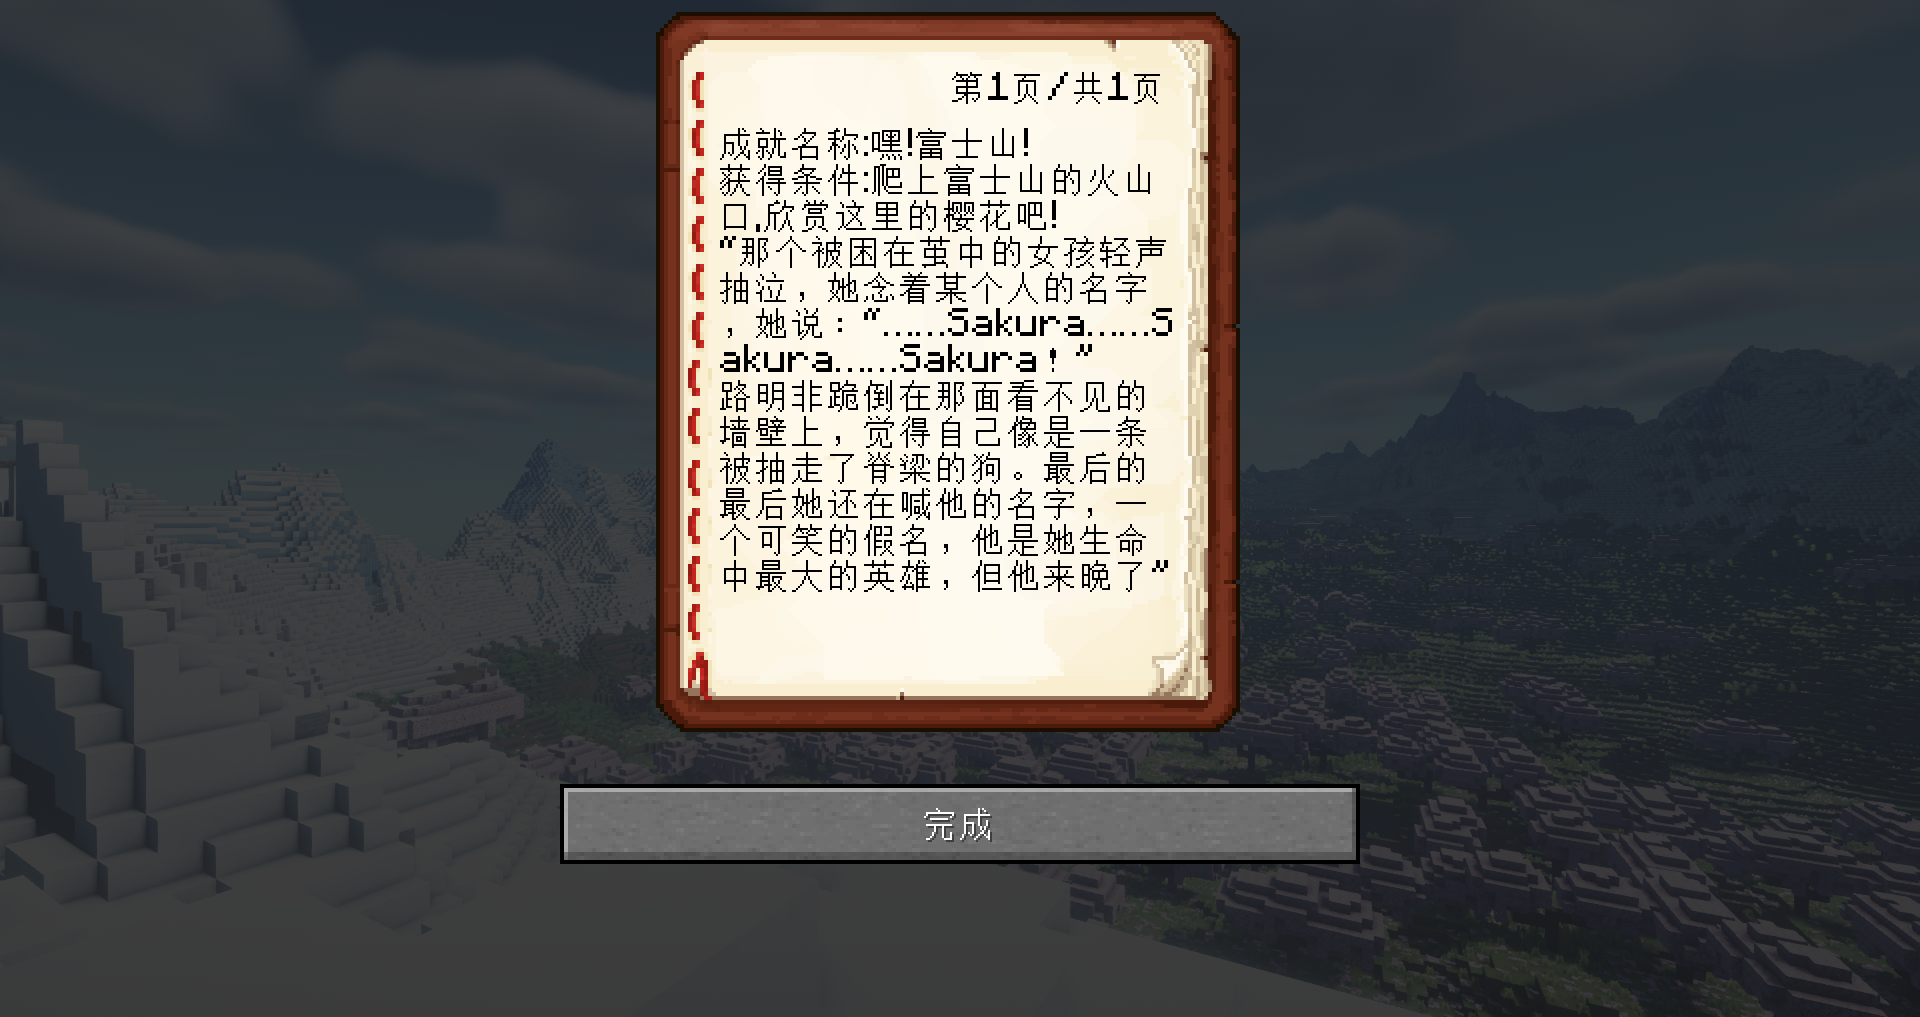 第1页/共1页
成就名称:嘿!富士山!
获得条件:爬上富士山的火山
口,欣赏这里的樱花吧!
“那个被困在茧中的女孩轻声
抽泣，她念着某个人的名字
，她说：“……Sakura……S
akura……Sakura！”
路明非跪倒在那面看不见的
墙壁上，觉得自己像是一条
被抽走了脊梁的狗。最后的
最后她还在喊他的名字，一
个可笑的假名，他是她生命
中最大的英雄，但他来晚了”
完成